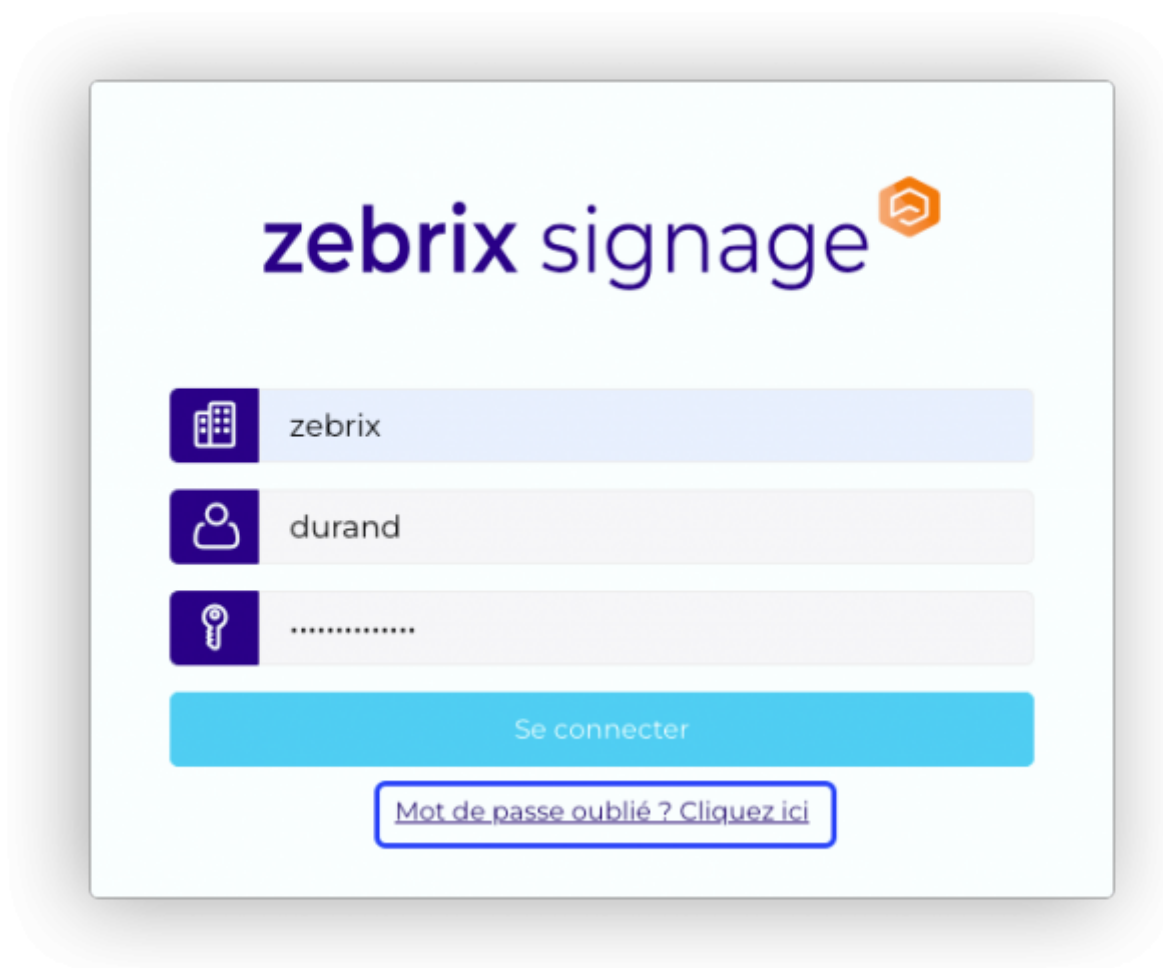 zebrix signage
zebrix
durand
••••••••••••••
Se connecter
Mot de passe oublié ? Cliquez ici